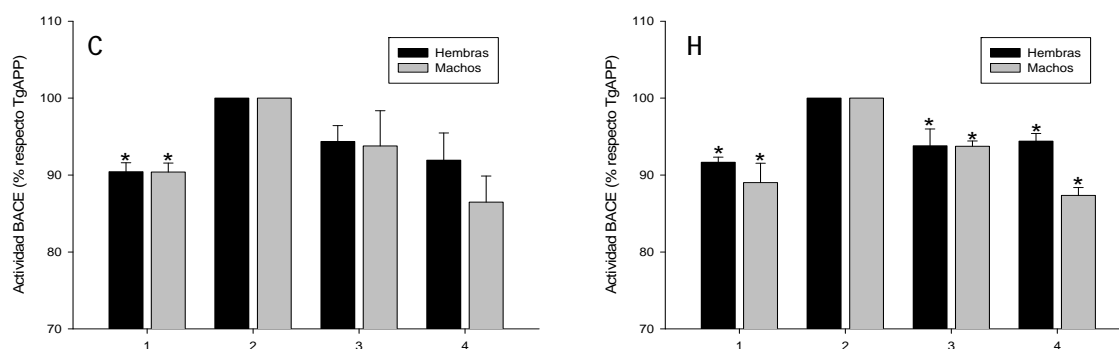 Actividad BACE (% respecto TgAPP)
110
100
90
80
70
C
Hembras
Machos
* *
1 2 3 4
Actividad BACE (% respecto TgAPP)
110
100
90
80
70
H
Hembras
Machos
* * * * * *
1 2 3 4